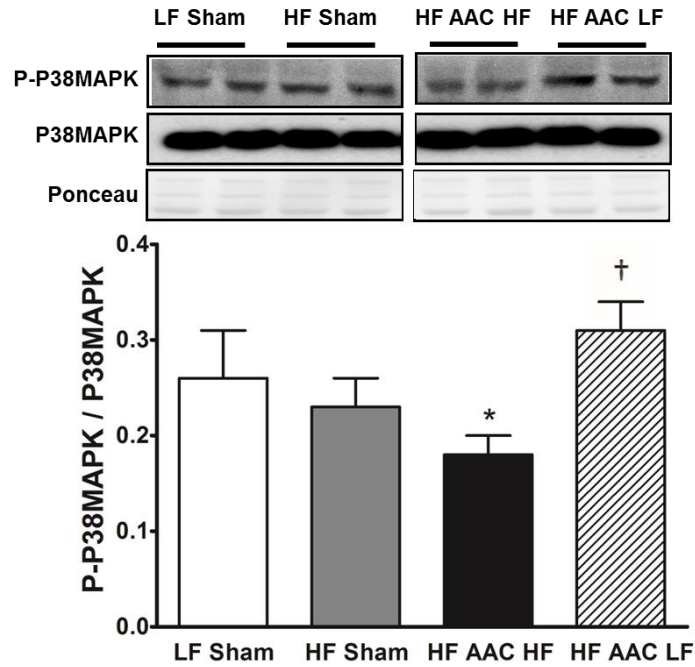 LF Sham HF Sham HF AAC HF HF AAC LF
P-P38MAPK
P38MAPK
Ponceau
P-P38MAPK / P38MAPK
0.4
0.3
0.2
0.1
0.0
*
†
LF Sham HF Sham HF AAC HF HF AAC LF